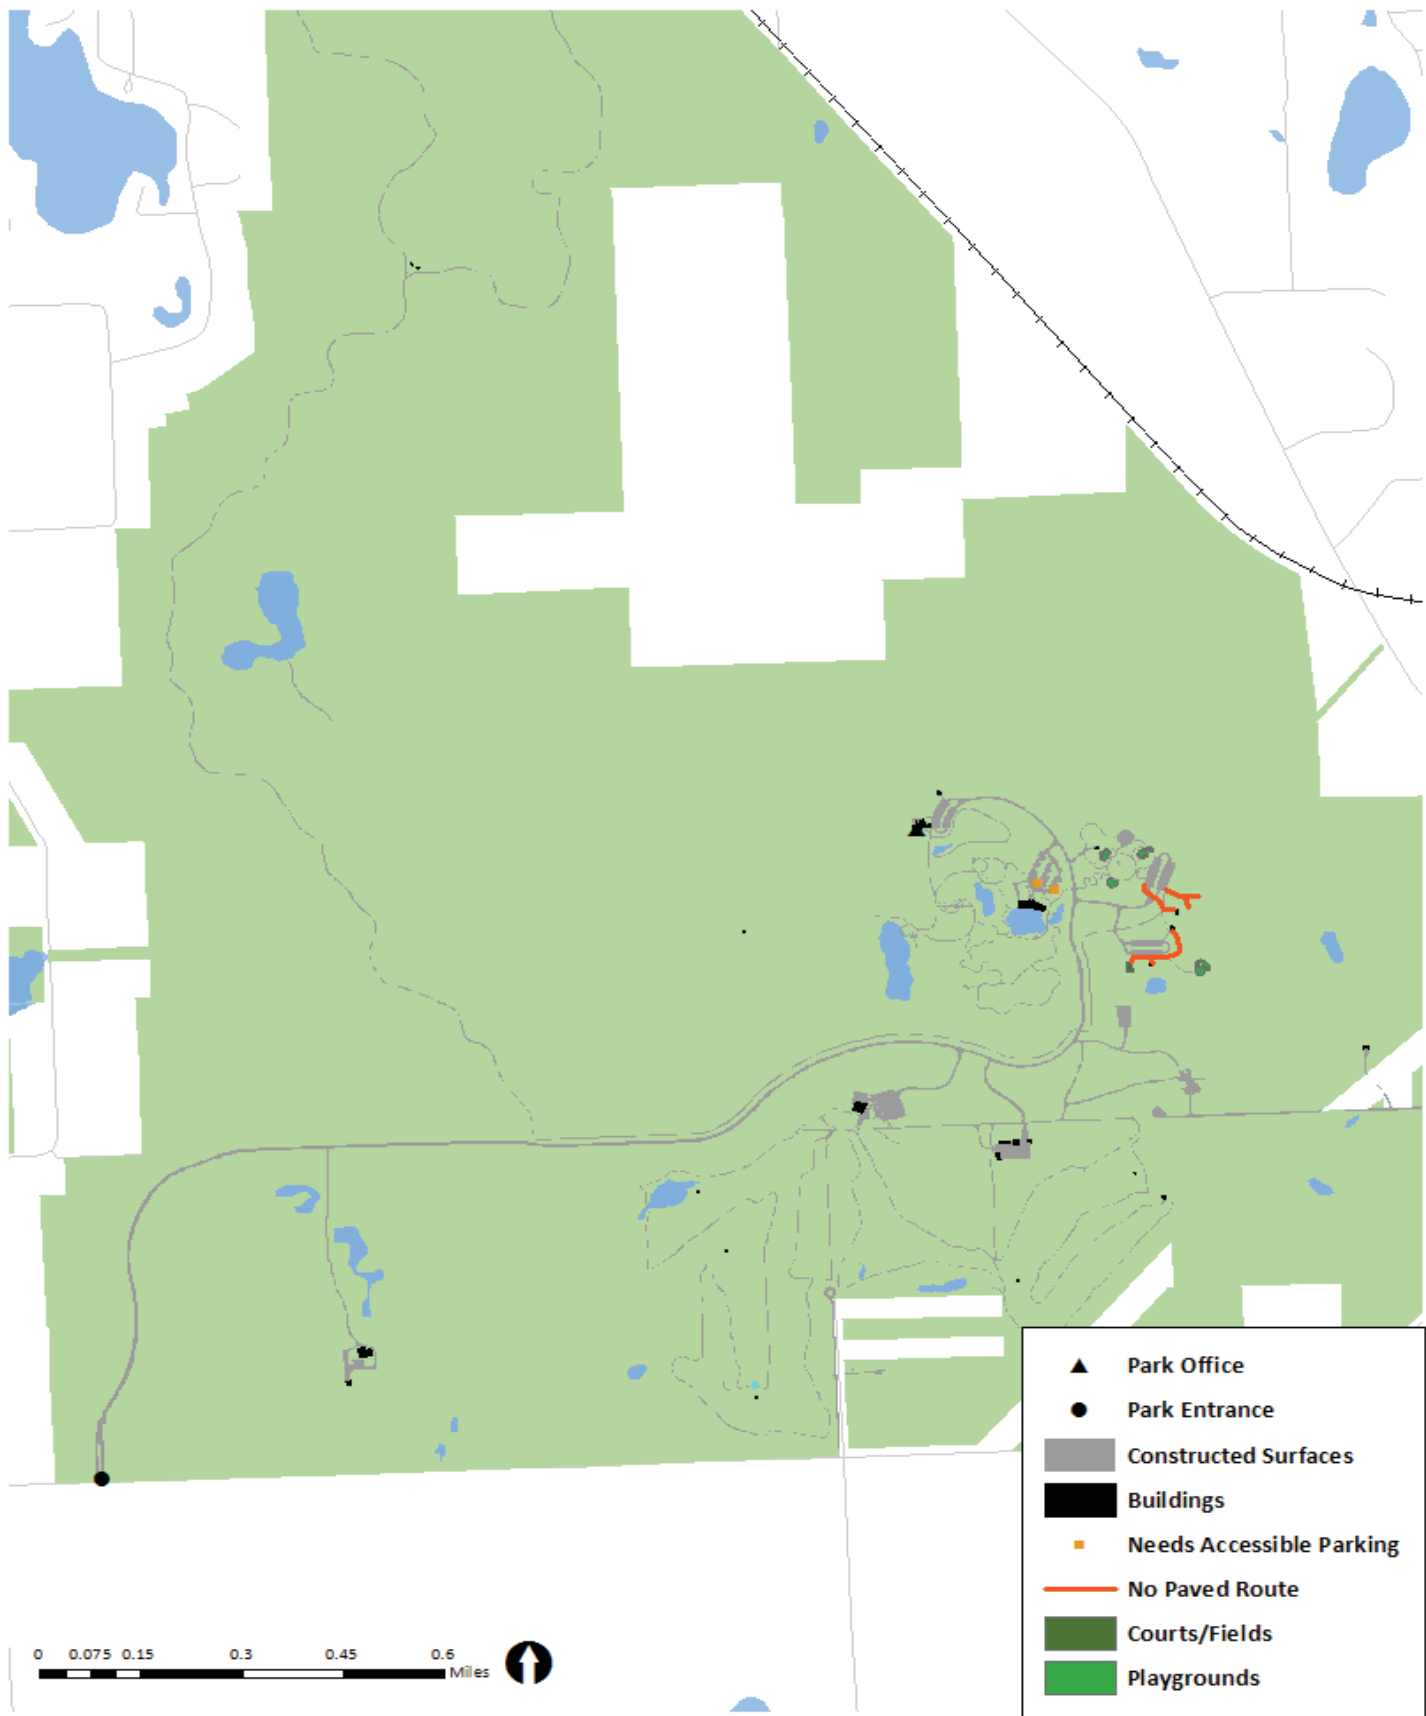 Park Office
Park Entrance
Constructed Surfaces
Buildings
Needs Accessible Parking
No Paved Route
Courts/Fields
Playgrounds
0 0.075 0.15 0.3 0.45 0.6
Miles